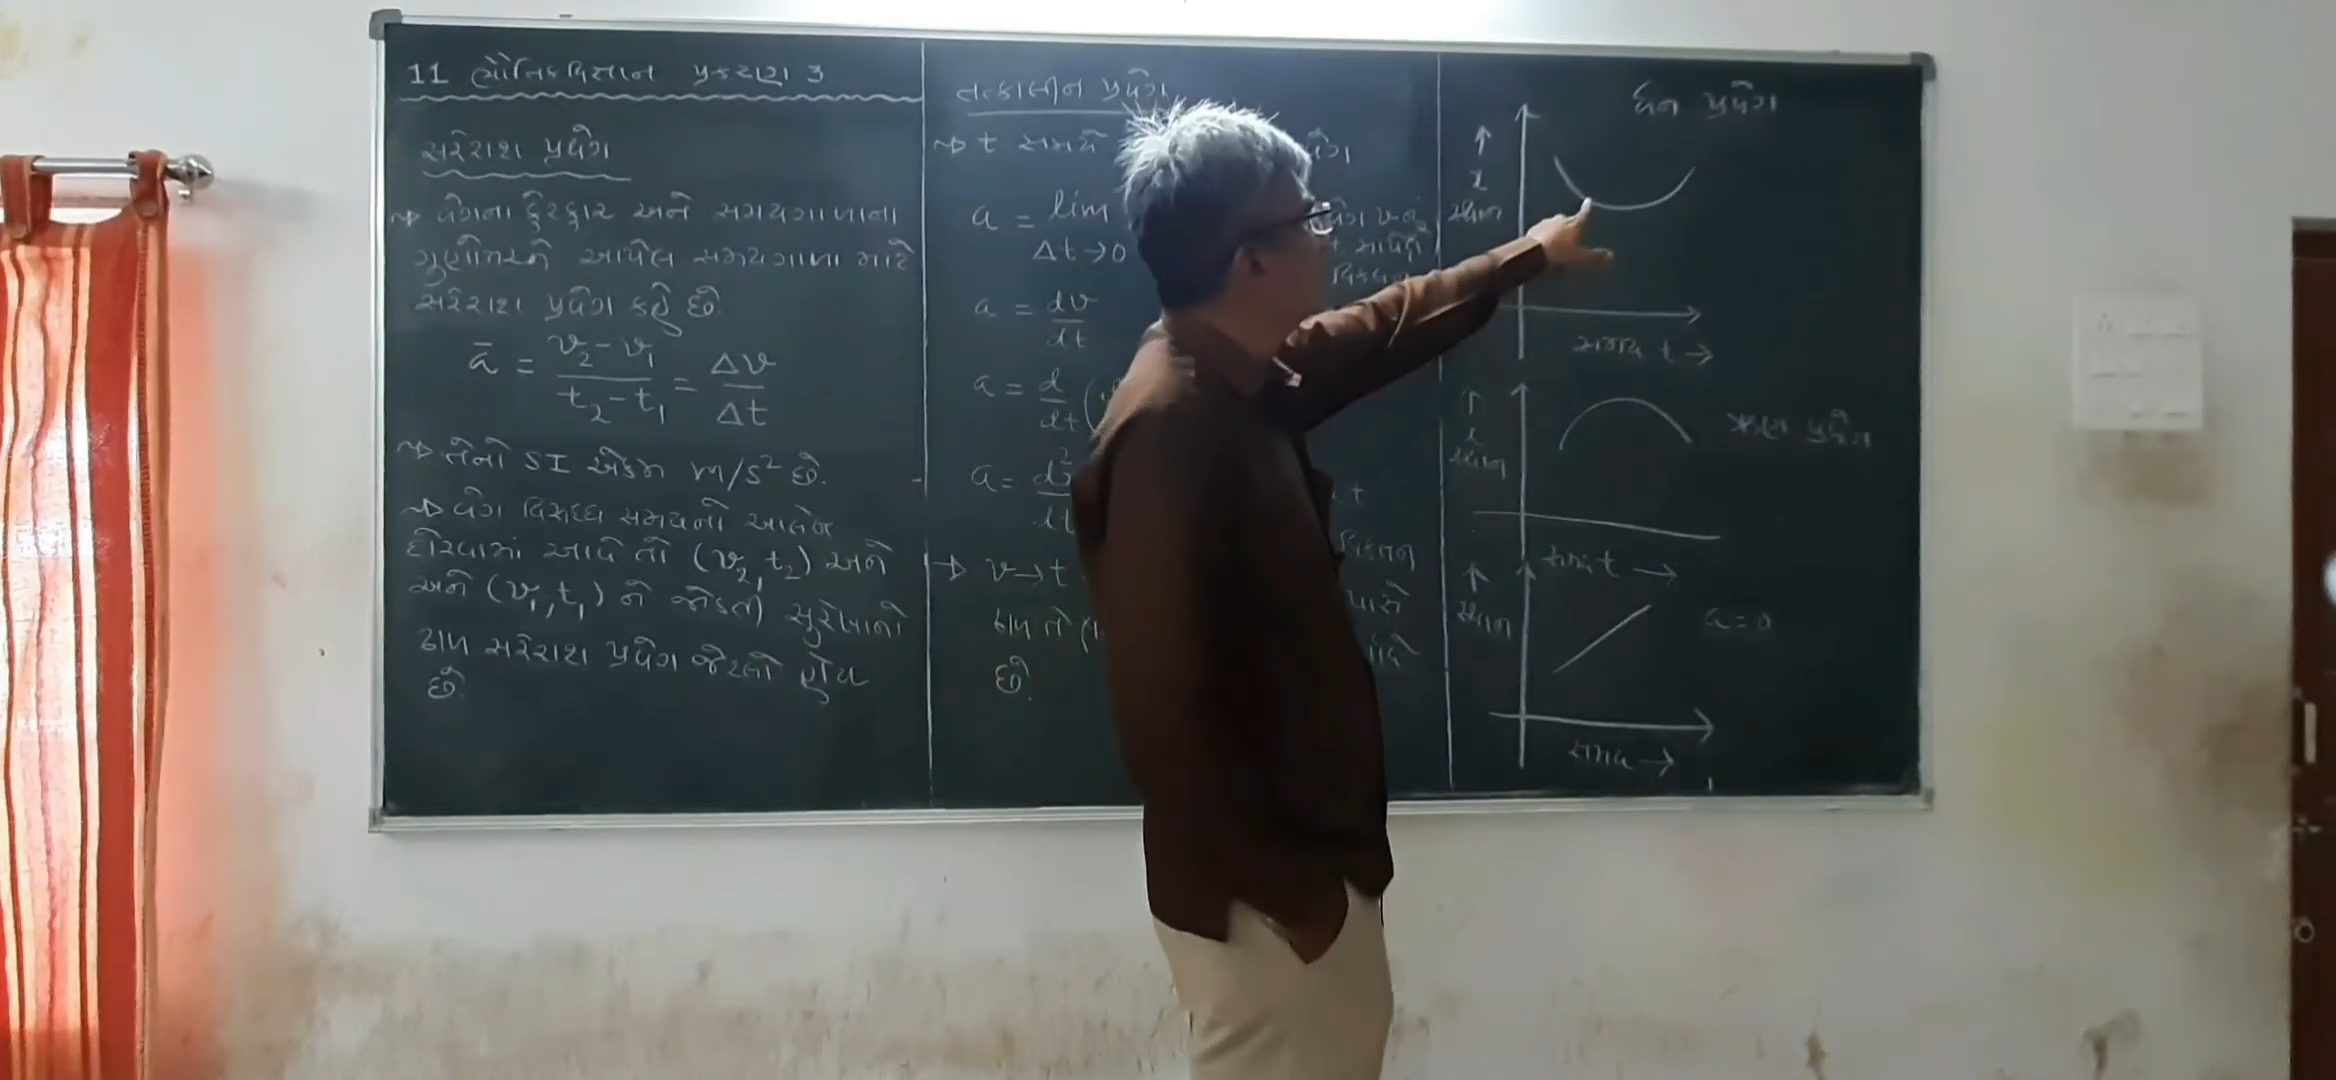 11 ભૌતિકવિજ્ઞાન પ્રકરણ 3
સરેરાશ પ્રવેગ
વેગના ફેરફાર અને સમયગાળાના
ગુણોત્તરને આપેલ સમયગાળા માટે
સરેરાશ પ્રવેગ કહે છે.
ā = v₂-v₁ / t₂-t₁ = Δv / Δt
તેનો SI એકમ m/s² છે.
વેગ વિરુદ્ધ સમયનો આલેખ
દોરવામાં આવે તો (v₂, t₂) અને
અને (v₁, t₁) ને જોડતી સુરેખાનો
ઢાળ સરેરાશ પ્રવેગ જેટલો હોય
છે.
તત્કાલીન પ્રવેગ
t સમયે
a = lim
Δt→0
વિકલન
a = dv / dt
a = d / dt (
a =
→ v→t
વિકલન
પાસે
ઢાળ તે
છે.
ધન પ્રવેગ
↑
x
સ્થાન
સમય t →
↑
x
સ્થાન
ઋણ પ્રવેગ
સમય t →
↑
સ્થાન
a = 0
સમય →